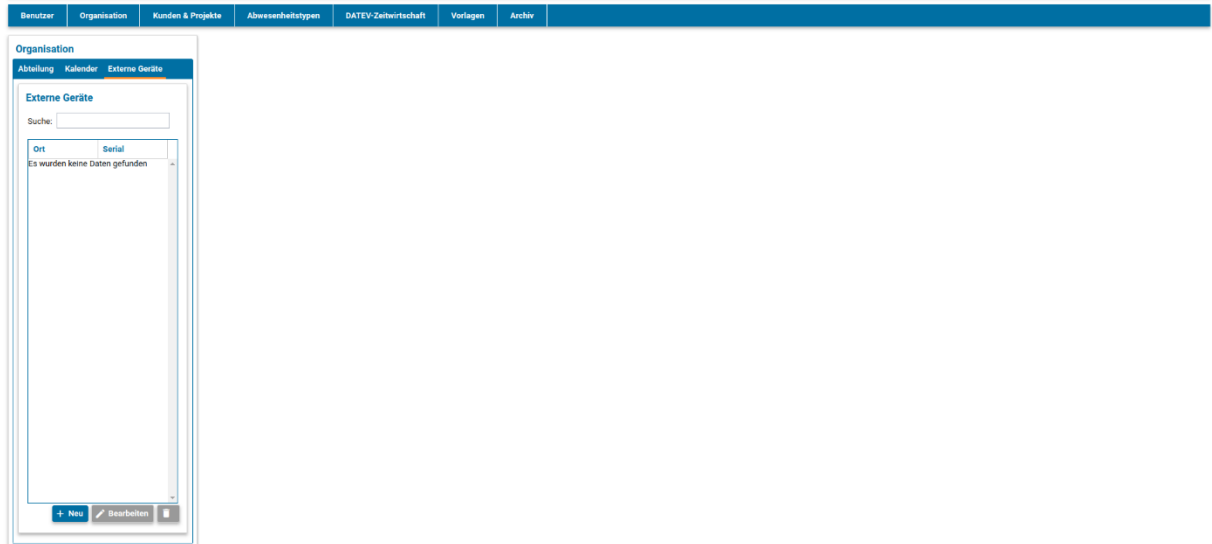 Benutzer Organisation Kunden & Projekte Abwesenheitstypen DATEV-Zeitwirtschaft Vorlagen Archiv
Organisation
Abteilung Kalender Externe Geräte
Externe Geräte
Suche:
Ort Serial
Es wurden keine Daten gefunden
+ Neu Bearbeiten